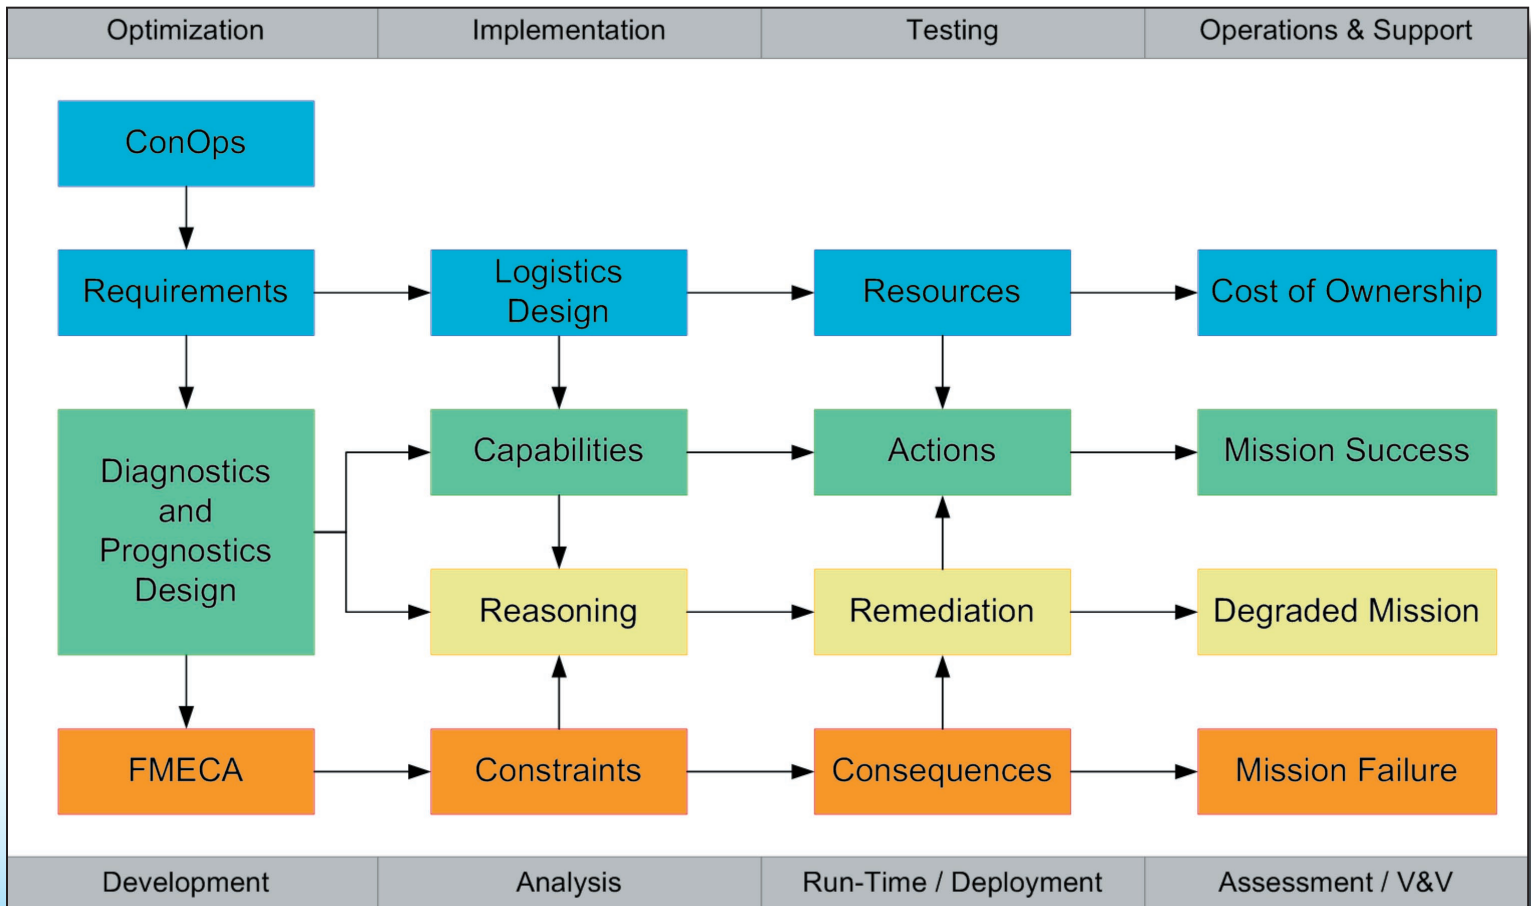 Optimization
Implementation
Testing
Operations & Support
ConOps
Requirements
Logistics
Design
Resources
Cost of Ownership
Diagnostics
and
Prognostics
Design
Capabilities
Actions
Mission Success
Reasoning
Remediation
Degraded Mission
FMECA
Constraints
Consequences
Mission Failure
Development
Analysis
Run-Time / Deployment
Assessment / V&V